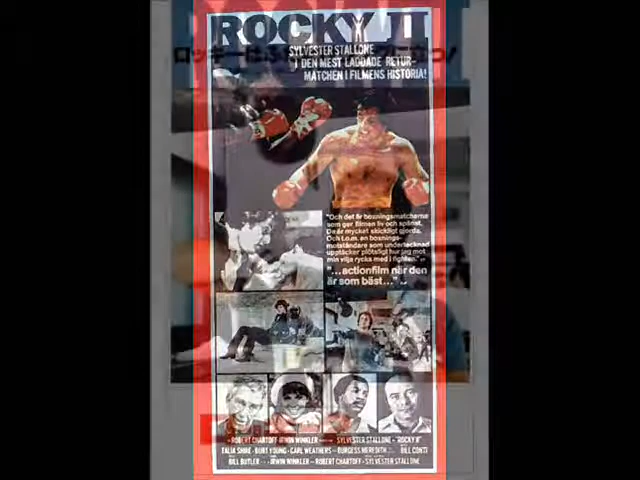 ROCKY II
SYLVESTER STALLONE
I DEN MEST LADDADE RETUR-
MATCHEN I FILMENS HISTORIA!
"Och det är boxningsmatcherna
som ger filmen liv och spänst.
De är mycket skickligt gjorda.
Och t.o.m. en boxnings-
motståndare som undertecknad
upptäcker plötsligt hur jag mot
min vilja rycks med i fighten."
"...actionfilm när den
är som bäst..."
ROBERT CHARTOFF IRWIN WINKLER SYLVESTER STALLONE "ROCKY II"
TALIA SHIRE · BURT YOUNG · CARL WEATHERS BURGESS MEREDITH BILL CONTI
BILL BUTLER IRWIN WINKLER ROBERT CHARTOFF SYLVESTER STALLONE